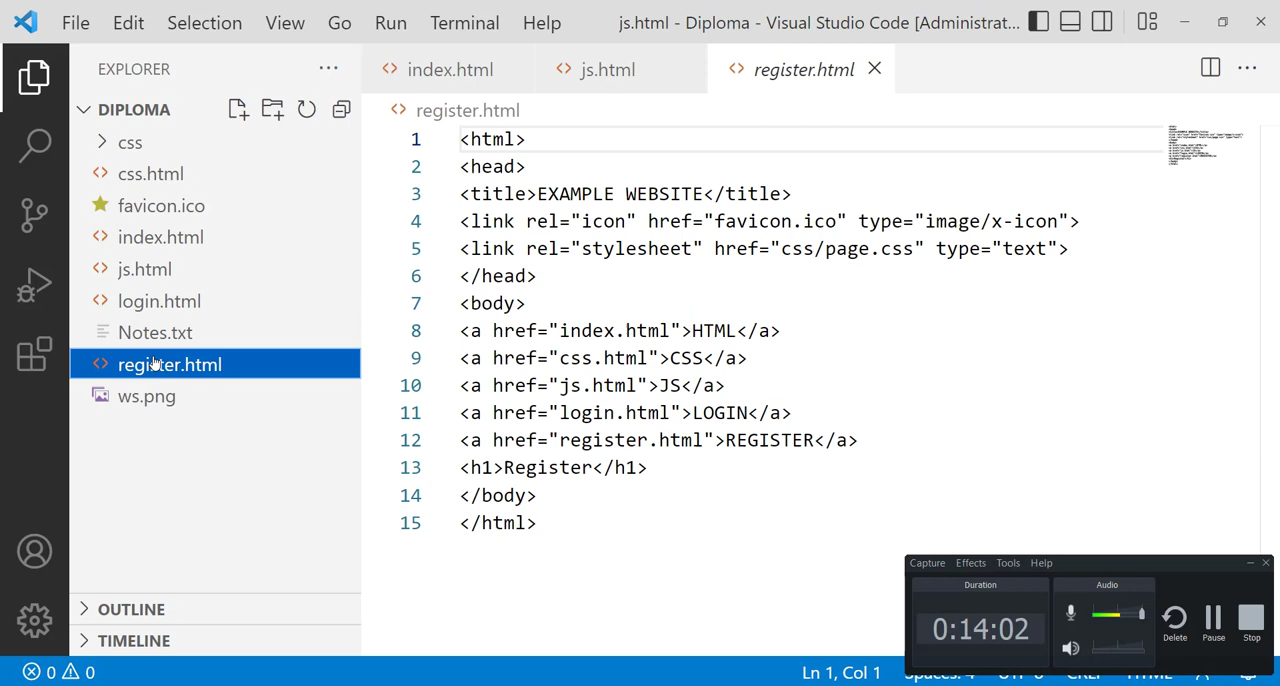 File Edit Selection View Go Run Terminal Help js.html - Diploma - Visual Studio Code [Administrat...
EXPLORER
DIPLOMA
css
css.html
favicon.ico
index.html
js.html
login.html
Notes.txt
register.html
ws.png
OUTLINE
TIMELINE
index.html js.html register.html
register.html
1 <html>
2 <head>
3 <title>EXAMPLE WEBSITE</title>
4 <link rel="icon" href="favicon.ico" type="image/x-icon">
5 <link rel="stylesheet" href="css/page.css" type="text">
6 </head>
7 <body>
8 <a href="index.html">HTML</a>
9 <a href="css.html">CSS</a>
10 <a href="js.html">JS</a>
11 <a href="login.html">LOGIN</a>
12 <a href="register.html">REGISTER</a>
13 <h1>Register</h1>
14 </body>
15 </html>
Capture Effects Tools Help
Duration Audio
0:14:02
Delete Pause Stop
0 0 Ln 1, Col 1